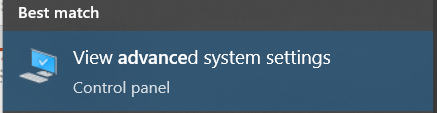 Best match
View advanced system settings
Control panel